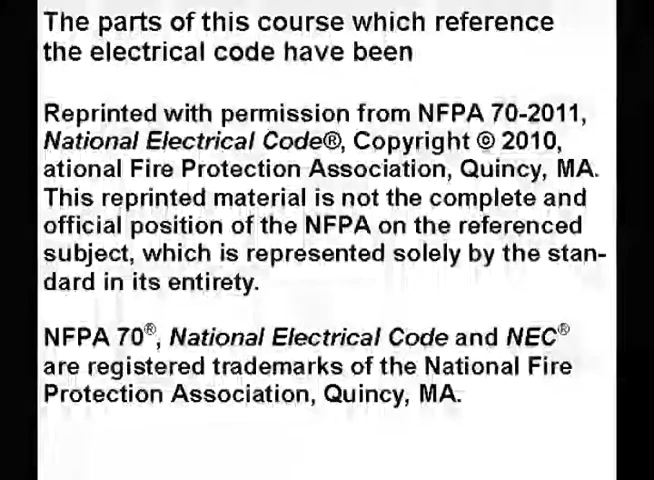 The parts of this course which reference
the electrical code have been
Reprinted with permission from NFPA 70-2011,
National Electrical Code®, Copyright © 2010,
ational Fire Protection Association, Quincy, MA.
This reprinted material is not the complete and
official position of the NFPA on the referenced
subject, which is represented solely by the stan-
dard in its entirety.
NFPA 70®, National Electrical Code and NEC®
are registered trademarks of the National Fire
Protection Association, Quincy, MA.